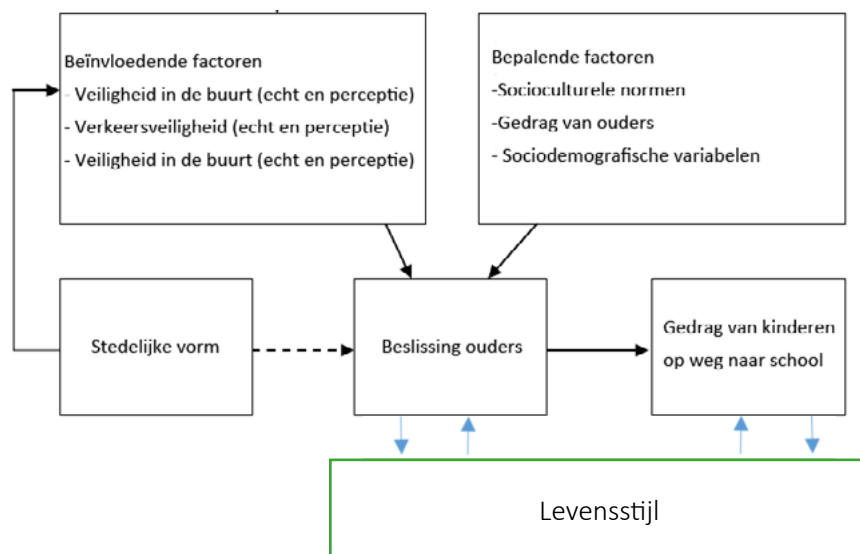 Beïnvloedende factoren
- Veiligheid in de buurt (echt en perceptie)
- Verkeersveiligheid (echt en perceptie)
- Veiligheid in de buurt (echt en perceptie)
Bepalende factoren
-Socioculturele normen
-Gedrag van ouders
- Sociodemografische variabelen
Stedelijke vorm
Beslissing ouders
Gedrag van kinderen
op weg naar school
Levensstijl